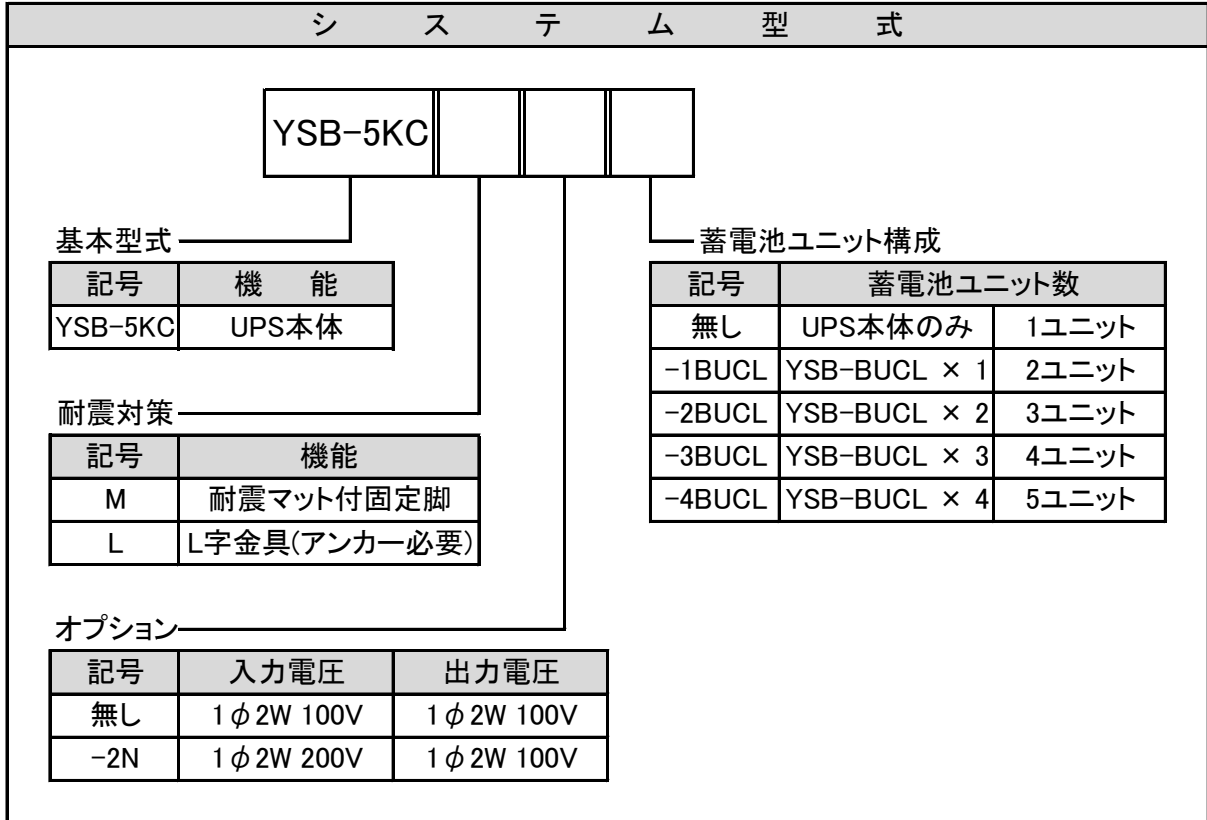 システム型式
YSB-5KC
基本型式
記号 機能
YSB-5KC UPS本体
耐震対策
記号 機能
M 耐震マット付固定脚
L L字金具(アンカー必要)
オプション
記号 入力電圧 出力電圧
無し 1φ2W 100V 1φ2W 100V
-2N 1φ2W 200V 1φ2W 100V
蓄電池ユニット構成
記号 蓄電池ユニット数
無し UPS本体のみ 1ユニット
-1BUCL YSB-BUCL × 1 2ユニット
-2BUCL YSB-BUCL × 2 3ユニット
-3BUCL YSB-BUCL × 3 4ユニット
-4BUCL YSB-BUCL × 4 5ユニット